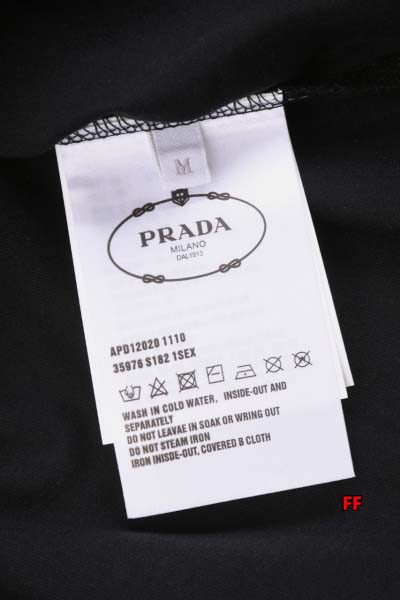 M
PRADA
MILANO
DAL 1913
APD12020 1110
35976 S182 1SEX
WASH IN COLD WATER, INSIDE-OUT AND
SEPARATELY
DO NOT LEAVAE IN SOAK OR WRING OUT
DO NOT STEAM IRON
IRON INISDE-OUT, COVERED B CLOTH
FF